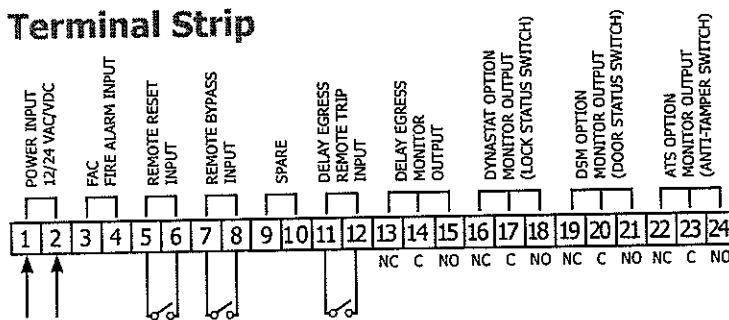 Terminal Strip
POWER INPUT
12/24 VAC/VDC
FAC
FIRE ALARM INPUT
REMOTE RESET
INPUT
REMOTE BYPASS
INPUT
SPARE
DELAY EGRESS
REMOTE TRIP
INPUT
DELAY EGRESS
MONITOR
OUTPUT
DYNASTAT OPTION
MONITOR OUTPUT
(LOCK STATUS SWITCH)
DSM OPTION
MONITOR OUTPUT
(DOOR STATUS SWITCH)
ATS OPTION
MONITOR OUTPUT
(ANTI-TAMPER SWITCH)
1 2 3 4 5 6 7 8 9 10 11 12 13 14 15 16 17 18 19 20 21 22 23 24
NC C NO NC C NO NC C NO NC C NO